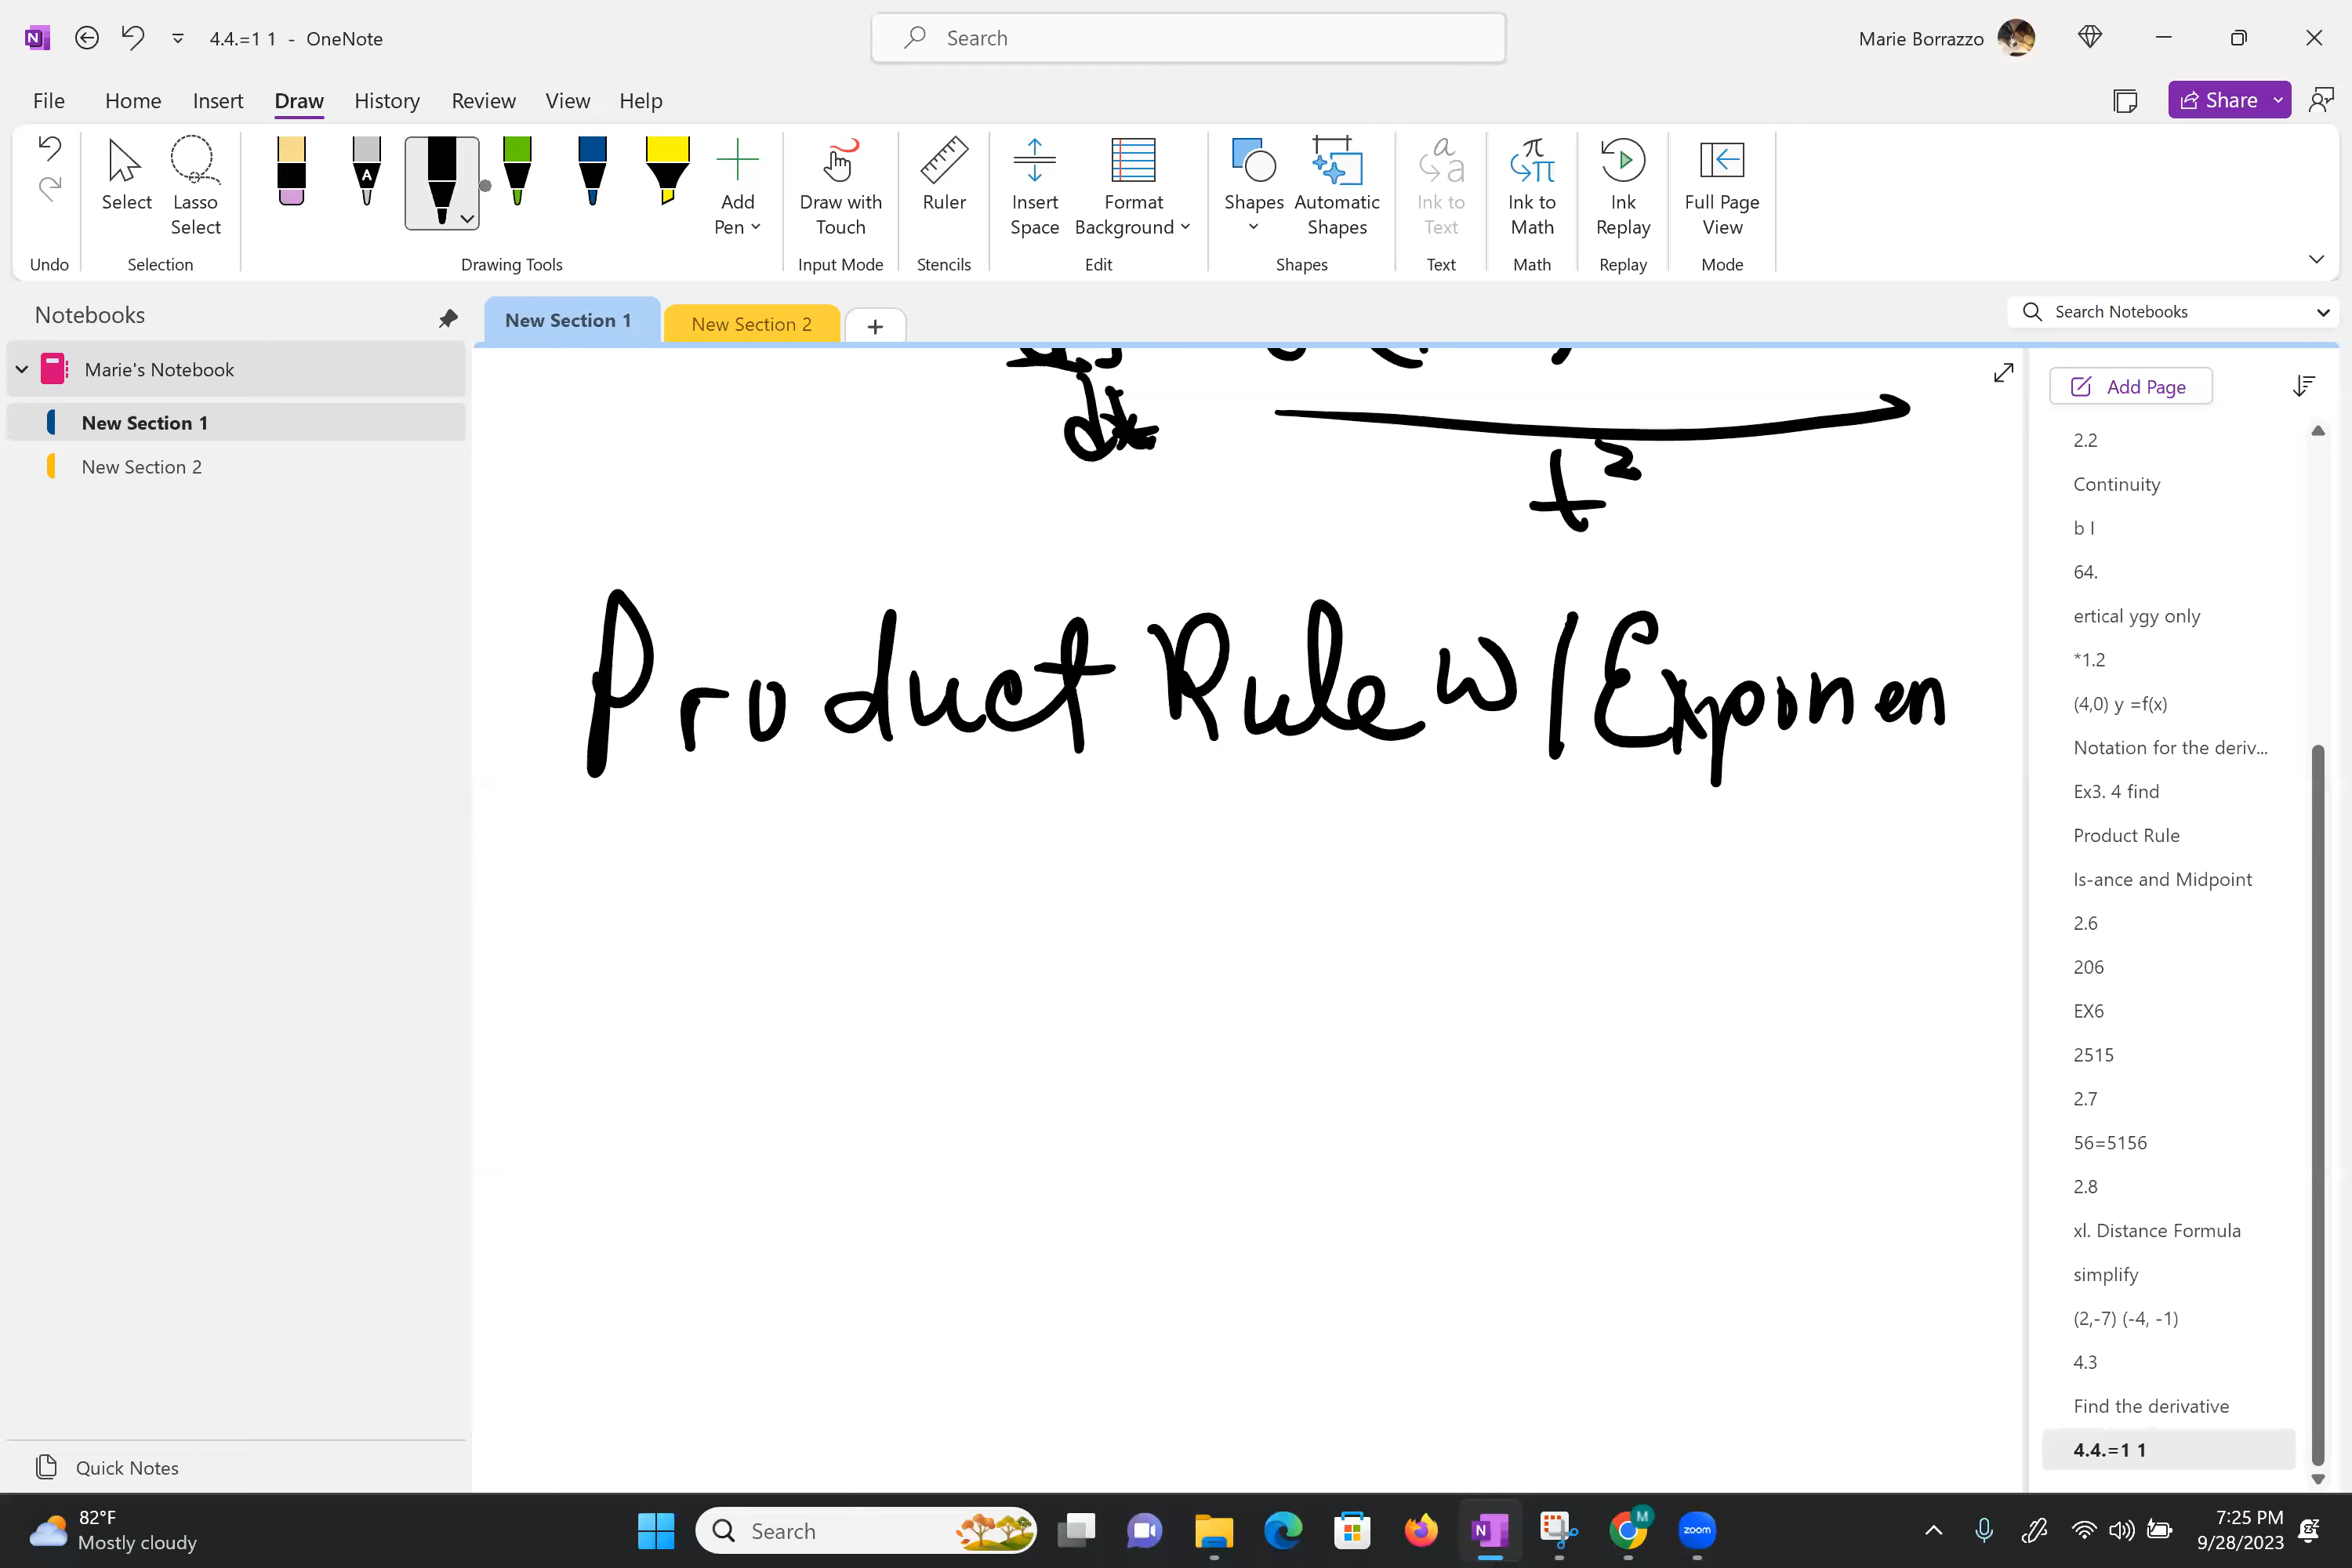 4.4.=1 1 - OneNote
Search
Marie Borrazzo
File Home Insert Draw History Review View Help
Share
Select
Lasso Select
A
Add Pen
Draw with Touch
Ruler
Insert Space
Format Background
Shapes
Automatic Shapes
a a
Ink to Text
π π
Ink to Math
Ink Replay
Full Page View
Undo Selection Drawing Tools Input Mode Stencils Edit Shapes Text Math Replay Mode
Notebooks
Marie's Notebook
New Section 1
New Section 2
Quick Notes
New Section 1 New Section 2 +
Search Notebooks
dx
t²
Product Rule w/ Exponen
Add Page
2.2
Continuity
b I
64.
ertical ygy only
*1.2
(4,0) y =f(x)
Notation for the deriv...
Ex3. 4 find
Product Rule
Is-ance and Midpoint
2.6
206
EX6
2515
2.7
56=5156
2.8
xl. Distance Formula
simplify
(2,-7) (-4, -1)
4.3
Find the derivative
4.4.=1 1
82°F
Mostly cloudy
Search
N
M
zoom
7:25 PM
9/28/2023